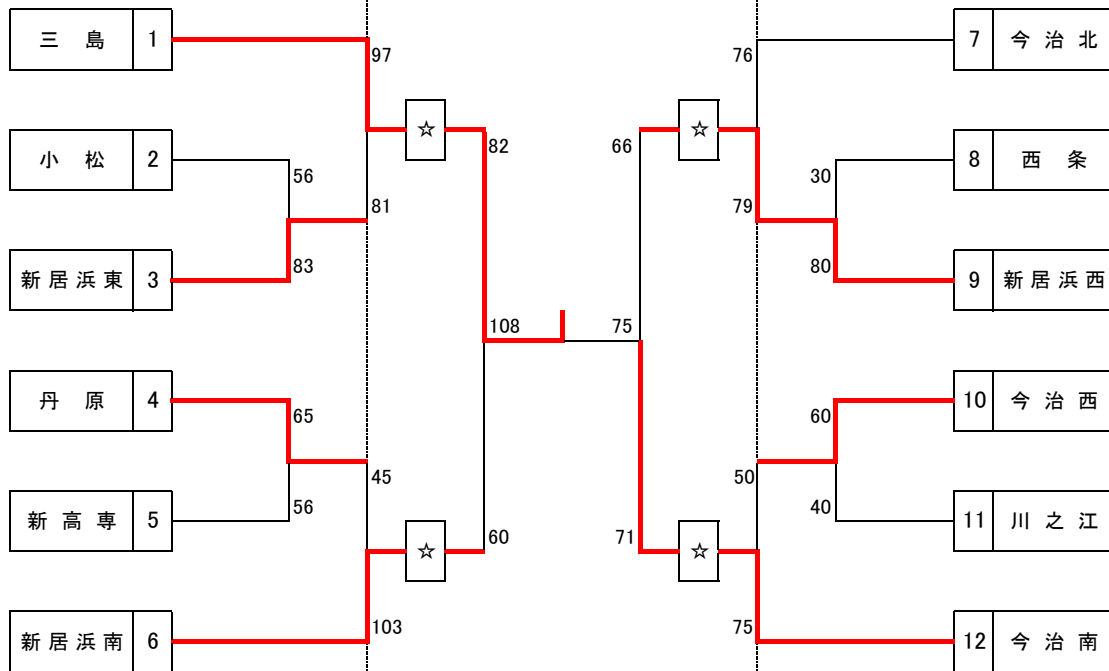 三島 1
97
☆
82
小松 2
56
81
新居浜東 3
83
108
丹原 4
65
45
新高専 5
56
☆
60
新居浜南 6
103
7 今治北
76
☆
66
8 西条
30
79
9 新居浜西
80
75
10 今治西
60
50
11 川之江
40
☆
71
12 今治南
75